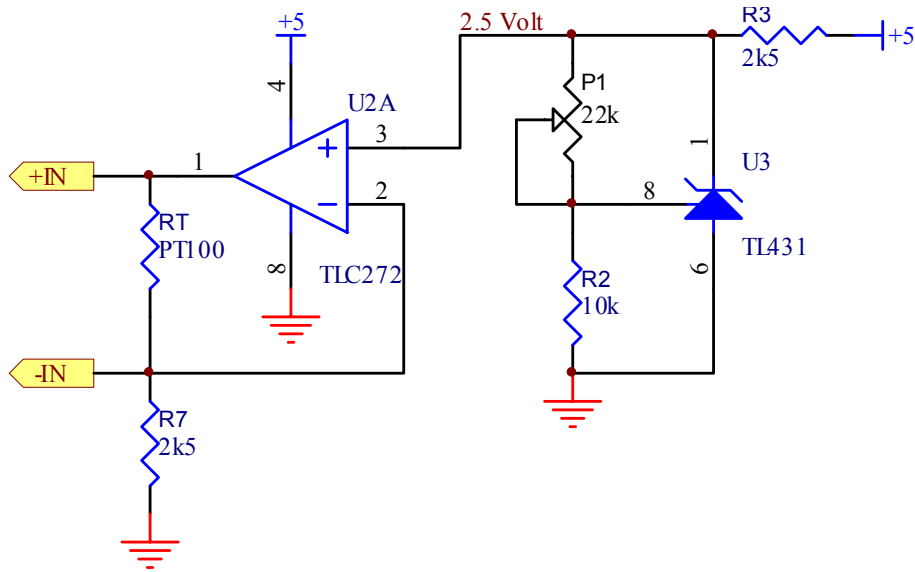 +5
2.5 Volt
R3
2k5
+5
4
U2A
P1
22k
+
3
1
+IN
1
U3
2
−
8
RT
PT100
8
TLC272
TL431
6
R2
10k
-IN
R7
2k5